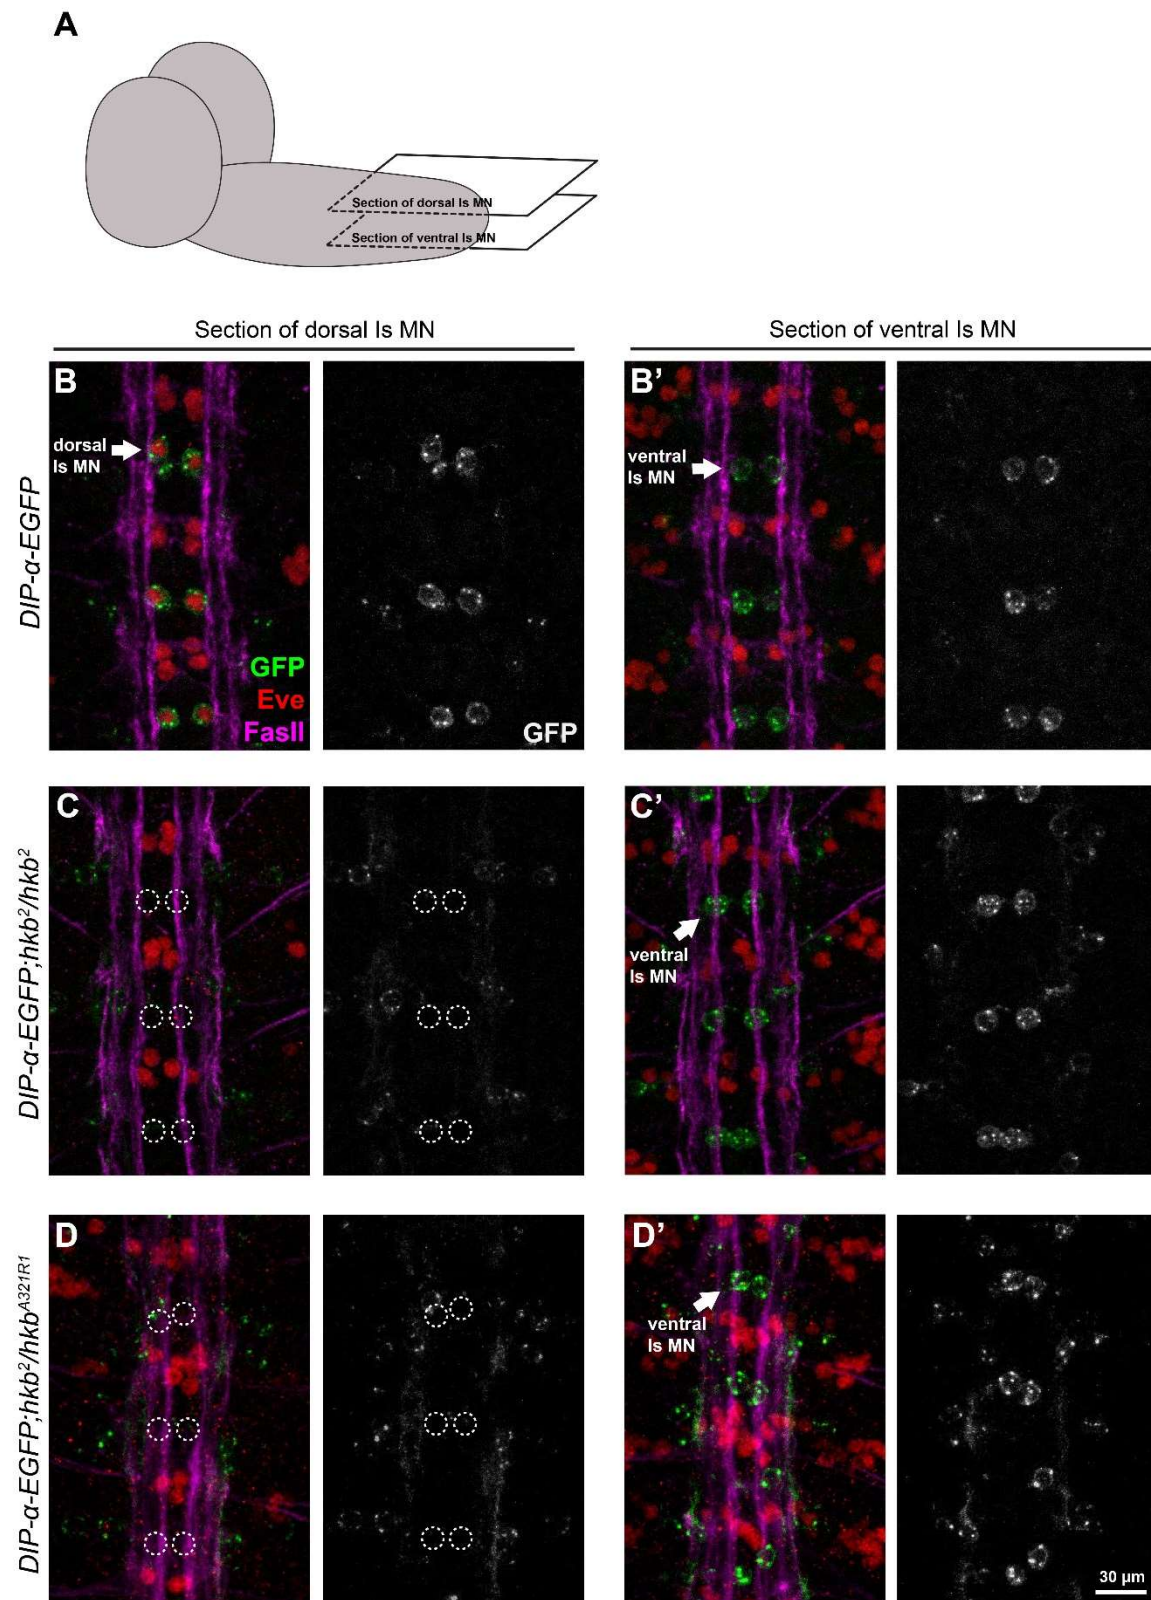 A
Section of dorsal Is MN
Section of ventral Is MN
Section of dorsal Is MN
Section of ventral Is MN
DIP-α-EGFP
B
dorsal
Is MN
GFP
Eve
FasII
GFP
B'
ventral
Is MN
DIP-α-EGFP;hkb²/hkb²
C
C'
ventral
Is MN
DIP-α-EGFP;hkb²/hkbᴬ³²¹ᴿ¹
D
D'
ventral
Is MN
30 µm